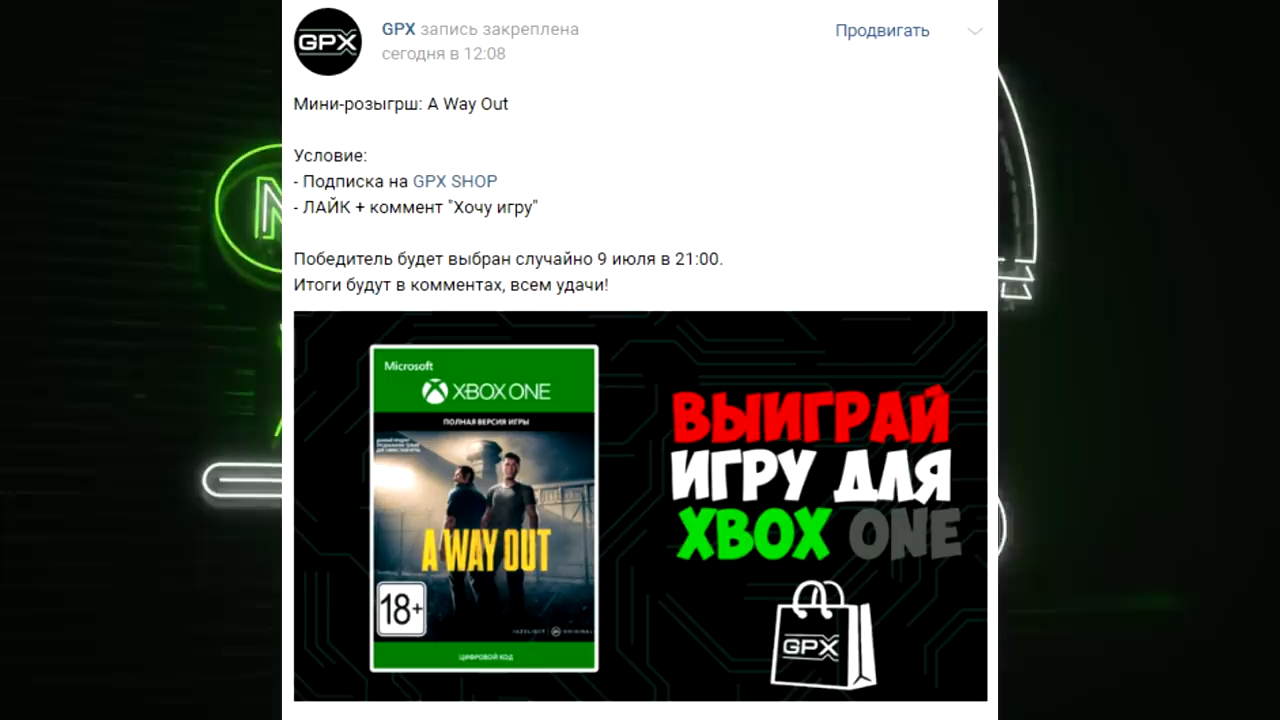 GPX
GPX запись закреплена
сегодня в 12:08
Продвигать
Мини-розыгрш: A Way Out
Условие:
- Подписка на GPX SHOP
- ЛАЙК + коммент "Хочу игру"
Победитель будет выбран случайно 9 июля в 21:00.
Итоги будут в комментах, всем удачи!
Microsoft
XBOX ONE
ПОЛНАЯ ВЕРСИЯ ИГРЫ
A WAY OUT
18+
ЦИФРОВОЙ КОД
ВЫИГРАЙ
ИГРУ ДЛЯ
XBOX ONE
GPX